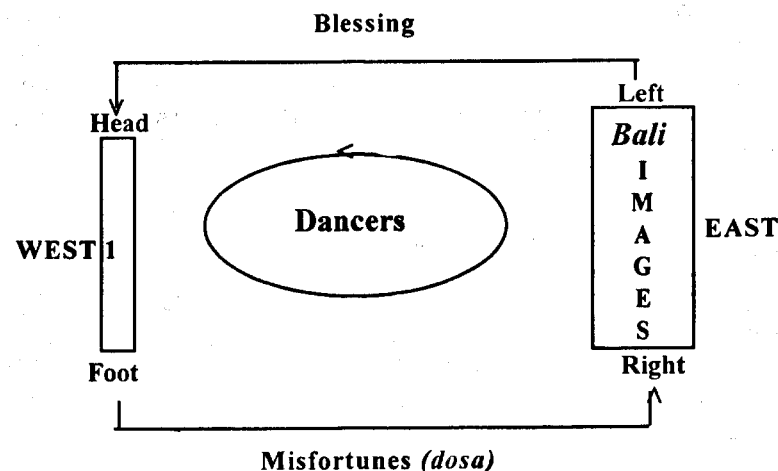 Blessing
Left
Head
Bali
I
M
A
G
E
S
Dancers
WEST 1
EAST
Foot
Right
Misfortunes (dosa)